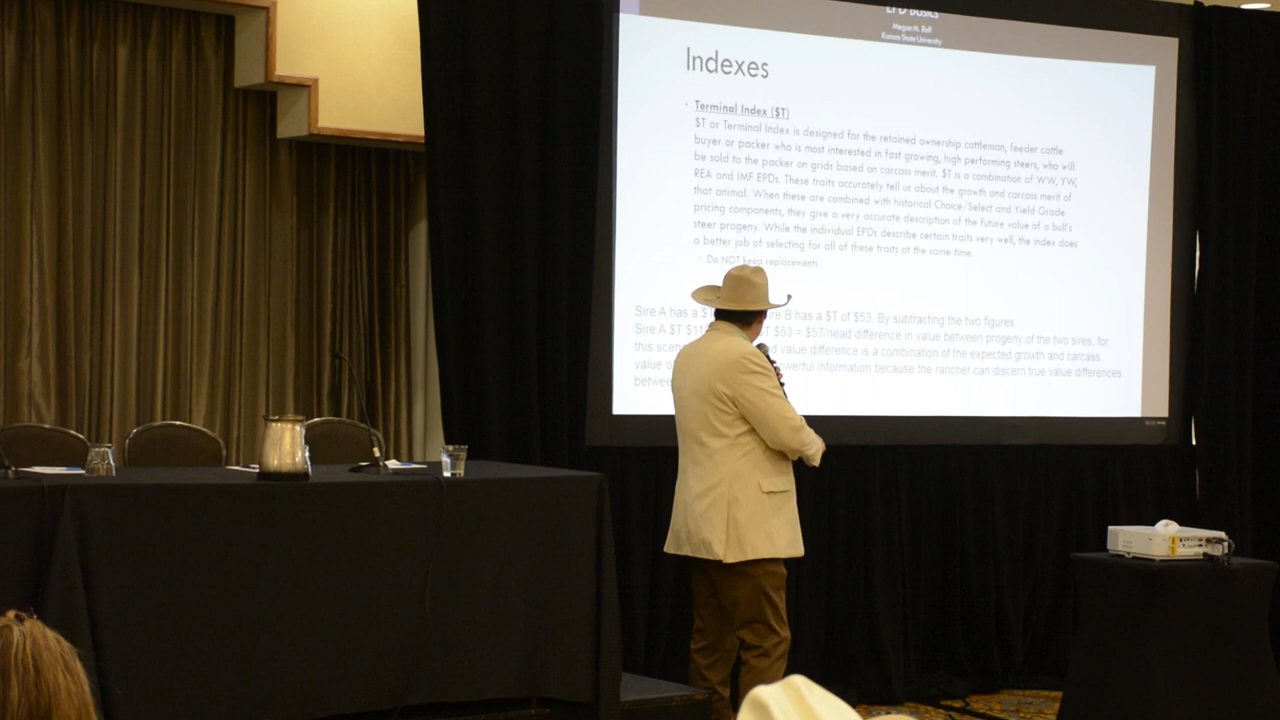 EPD Basics
Megan M. Rolf
Kansas State University
Indexes
• Terminal Index ($T)
$T or Terminal Index is designed for the retained ownership cattleman, feeder cattle
buyer or packer who is most interested in fast growing, high performing steers, who will
be sold to the packer on grids based on carcass merit. $T is a combination of WW, YW,
REA and IMF EPDs. These traits accurately tell us about the growth and carcass merit of
that animal. When these are combined with historical Choice/Select and Yield Grade
pricing components, they give a very accurate description of the future value of a bull's
steer progeny. While the individual EPDs describe certain traits very well, the index does
a better job of selecting for all of these traits at the same time.
• Do NOT keep replacements
Sire A has a B has a $T of $53. By subtracting the two figures
Sire A $T $53 = $57/head difference in value between progeny of the two sires, for
this value difference is a combination of the expected growth and carcass
value information because the rancher can discern true value differences